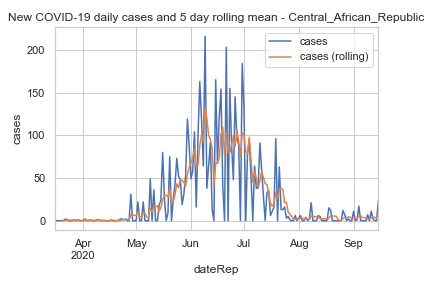 New COVID-19 daily cases and 5 day rolling mean - Central_African_Republic
cases
cases (rolling)
200
150
100
50
0
cases
Apr May Jun Jul Aug Sep
2020
dateRep